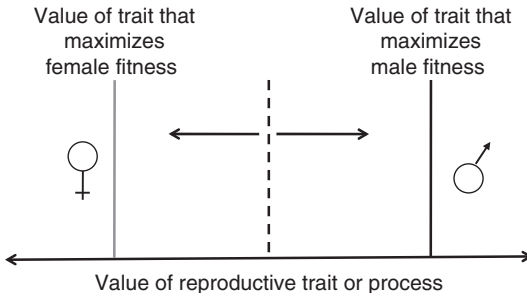 Value of trait that
maximizes
female fitness
Value of trait that
maximizes
male fitness
Value of reproductive trait or process